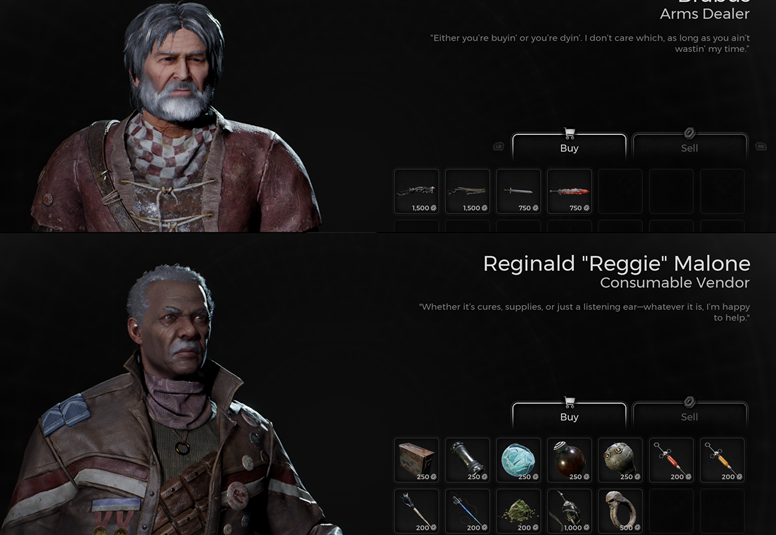 Brabus
Arms Dealer
"Either you're buyin' or you're dyin'. I don't care which, as long as you ain't
wastin' my time."
Buy
Sell
1,500
1,500
750
750
Reginald "Reggie" Malone
Consumable Vendor
"Whether it's cures, supplies, or just a listening ear—whatever it is, I'm happy
to help."
Buy
Sell
250
250
250
250
250
200
200
200
200
200
1,000
500